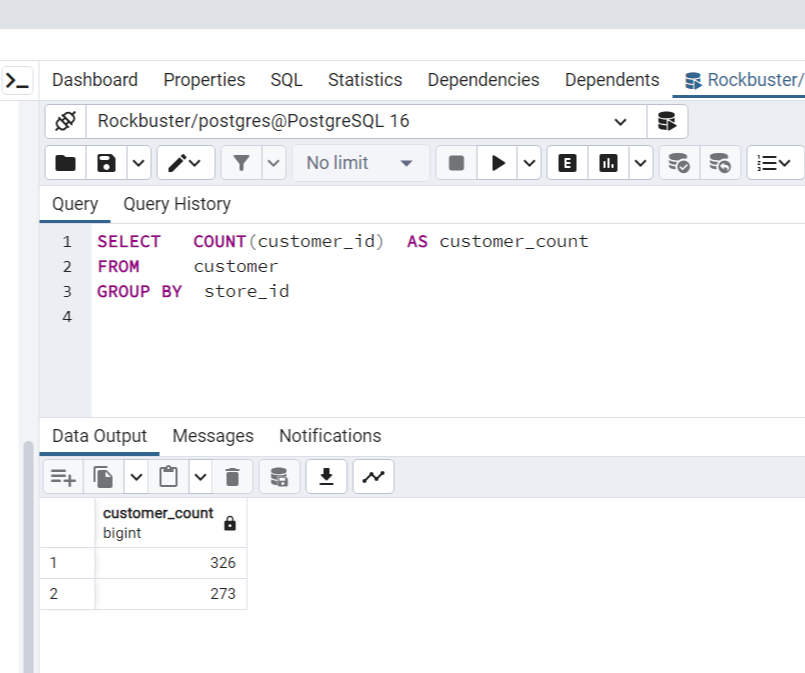 Dashboard Properties SQL Statistics Dependencies Dependents Rockbuster/
Rockbuster/postgres@PostgreSQL 16
No limit E
Query Query History
1 SELECT COUNT(customer_id) AS customer_count
2 FROM customer
3 GROUP BY store_id
4
Data Output Messages Notifications
customer_count
bigint
1 326
2 273